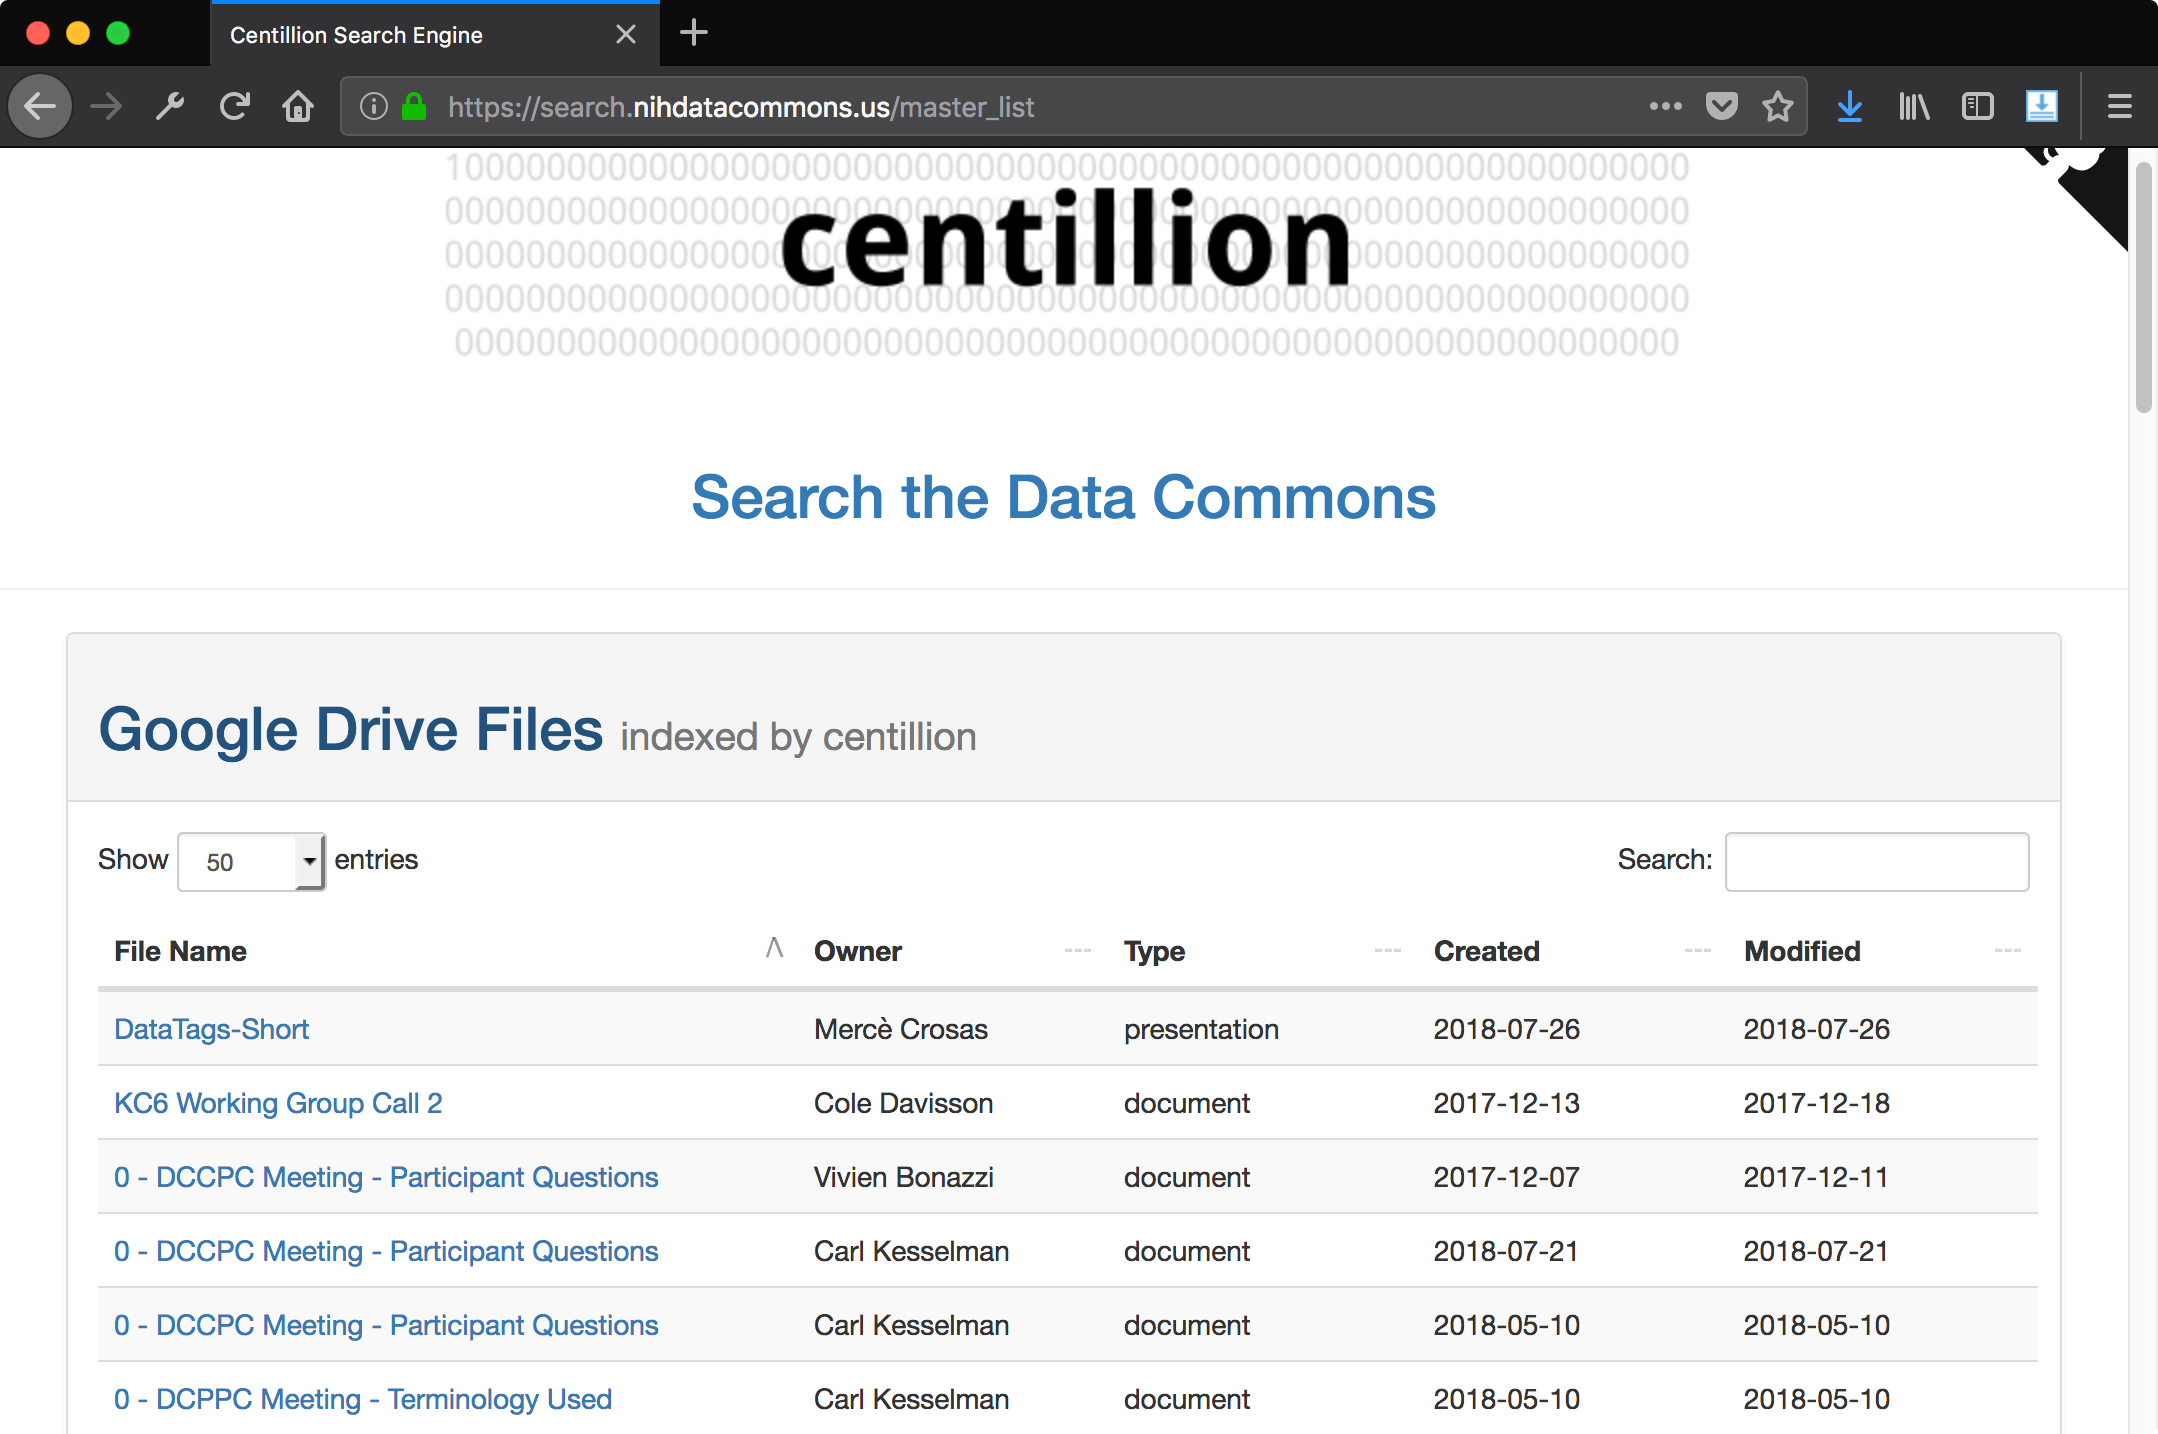 Centillion Search Engine
https://search.nihdatacommons.us/master_list
centillion
Search the Data Commons
Google Drive Files indexed by centillion
Show 50 entries Search:
File Name Owner Type Created Modified
DataTags-Short Mercè Crosas presentation 2018-07-26 2018-07-26
KC6 Working Group Call 2 Cole Davisson document 2017-12-13 2017-12-18
0 - DCCPC Meeting - Participant Questions Vivien Bonazzi document 2017-12-07 2017-12-11
0 - DCCPC Meeting - Participant Questions Carl Kesselman document 2018-07-21 2018-07-21
0 - DCCPC Meeting - Participant Questions Carl Kesselman document 2018-05-10 2018-05-10
0 - DCPPC Meeting - Terminology Used Carl Kesselman document 2018-05-10 2018-05-10